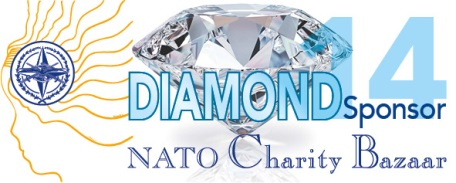 14
DIAMOND
Sponsor
NATO Charity Bazaar